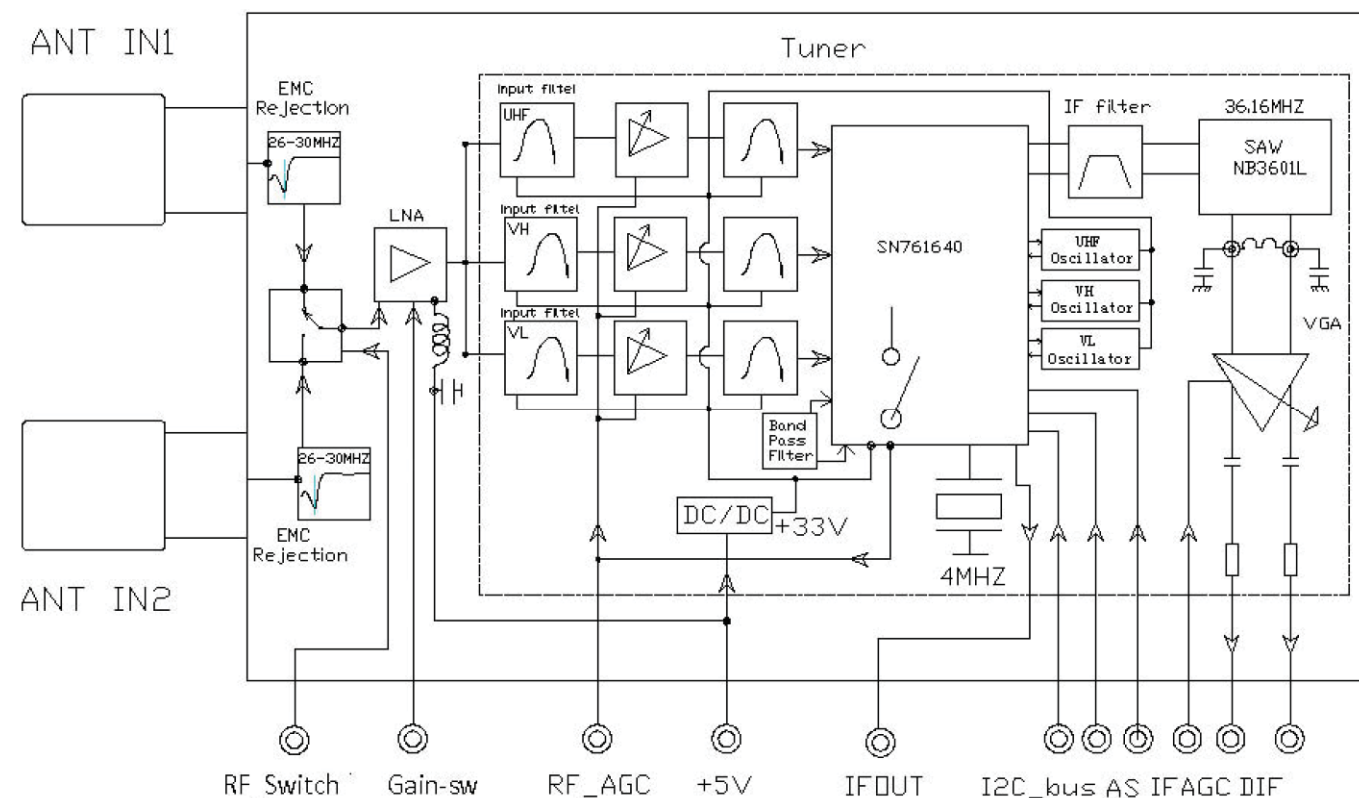 ANT IN1
Tuner
EMC
Rejection
26-30MHZ
LNA
Input filtel
UHF
Input filtel
VH
Input filtel
VL
SN761640
IF filter
36.16MHZ
SAW
NB3601L
UHF
Oscillator
VH
Oscillator
VL
Oscillator
VGA
Band
Pass
Filter
DC/DC
+33V
4MHZ
26-30MHZ
EMC
Rejection
ANT IN2
RF Switch Gain-sw RF_AGC +5V IFOUT I2C_bus AS IFAGC DIF